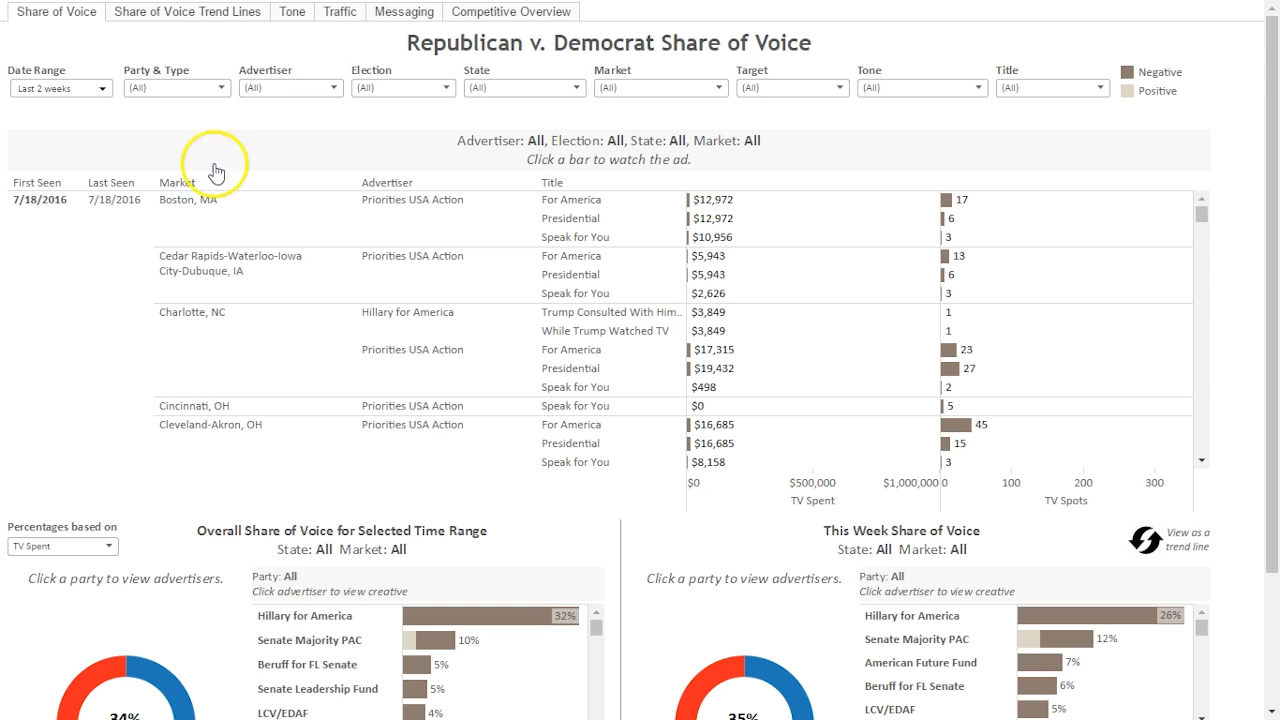 Share of Voice Share of Voice Trend Lines Tone Traffic Messaging Competitive Overview
Republican v. Democrat Share of Voice
Date Range Party & Type Advertiser Election State Market Target Tone Title
Last 2 weeks (All) (All) (All) (All) (All) (All) (All) (All)
Negative
Positive
Advertiser: All, Election: All, State: All, Market: All
Click a bar to watch the ad.
First Seen Last Seen Market Advertiser Title
7/18/2016 7/18/2016 Boston, MA Priorities USA Action For America $12,972 17
Presidential $12,972 6
Speak for You $10,956 3
Cedar Rapids-Waterloo-Iowa Priorities USA Action For America $5,943 13
City-Dubuque, IA Presidential $5,943 6
Speak for You $2,626 3
Charlotte, NC Hillary for America Trump Consulted With Him.. $3,849 1
While Trump Watched TV $3,849 1
Priorities USA Action For America $17,315 23
Presidential $19,432 27
Speak for You $498 2
Cincinnati, OH Priorities USA Action Speak for You $0 5
Cleveland-Akron, OH Priorities USA Action For America $16,685 45
Presidential $16,685 15
Speak for You $8,158 3
$0 $500,000 $1,000,000 0 100 200 300
TV Spent TV Spots
Percentages based on
TV Spent
Overall Share of Voice for Selected Time Range
State: All Market: All
Click a party to view advertisers.
Party: All
Click advertiser to view creative
Hillary for America 32%
Senate Majority PAC 10%
Beruff for FL Senate 5%
Senate Leadership Fund 5%
LCV/EDAF 4%
34%
This Week Share of Voice
State: All Market: All
View as a
trend line
Click a party to view advertisers.
Party: All
Click advertiser to view creative
Hillary for America 26%
Senate Majority PAC 12%
American Future Fund 7%
Beruff for FL Senate 6%
LCV/EDAF 5%
35%